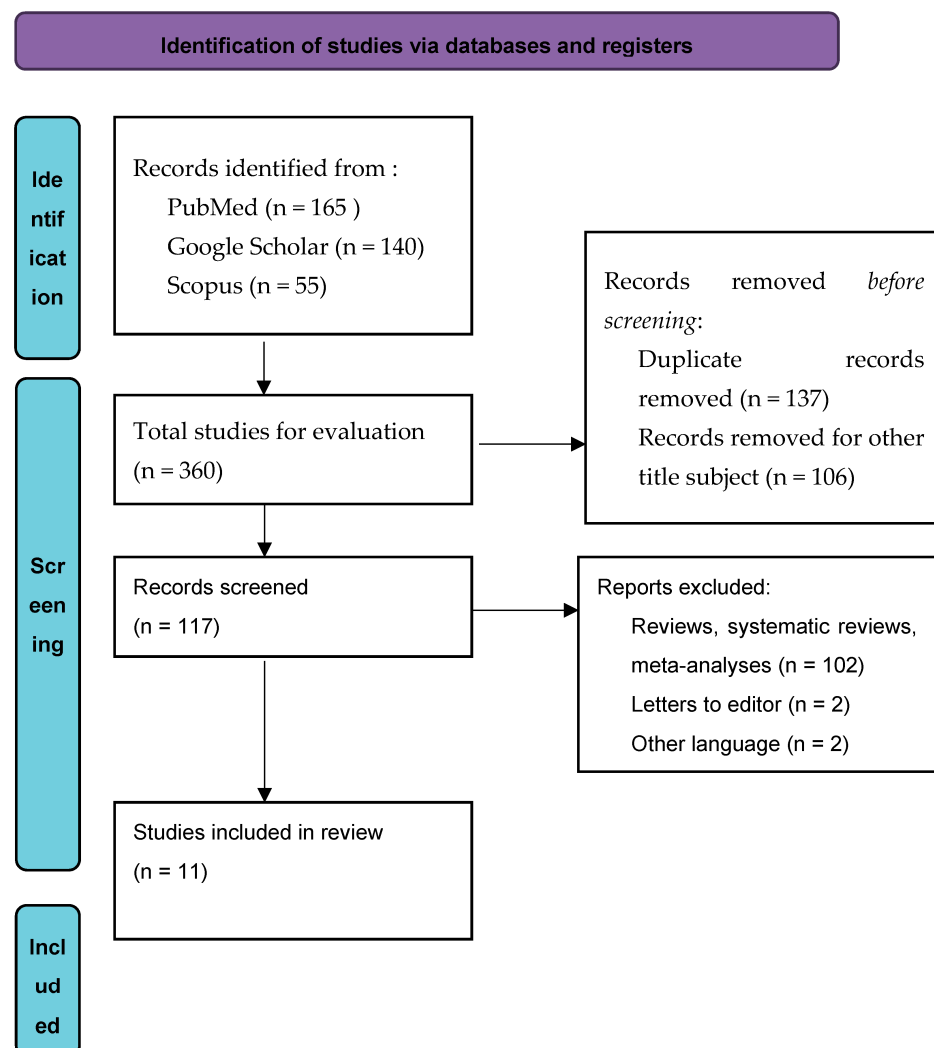 Identification of studies via databases and registers
Ide
ntif
icat
ion
Records identified from :
PubMed (n = 165 )
Google Scholar (n = 140)
Scopus (n = 55)
Records removed before
screening:
Duplicate records
removed (n = 137)
Records removed for other
title subject (n = 106)
Scr
een
ing
Total studies for evaluation
(n = 360)
Records screened
(n = 117)
Reports excluded:
Reviews, systematic reviews,
meta-analyses (n = 102)
Letters to editor (n = 2)
Other language (n = 2)
Studies included in review
(n = 11)
Incl
ud
ed